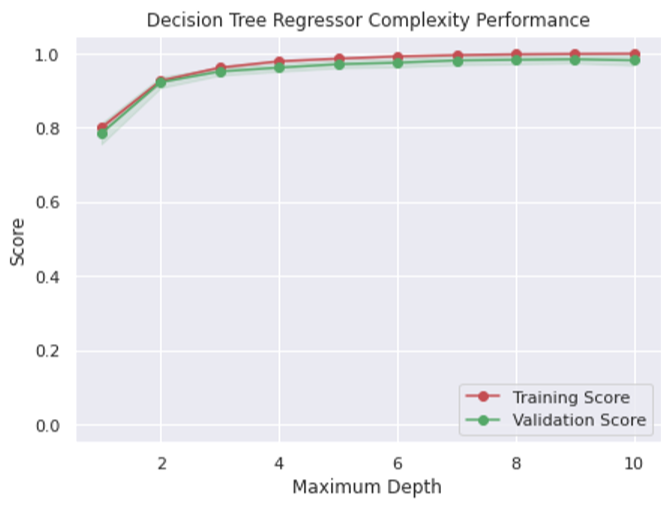 Decision Tree Regressor Complexity Performance
1.0
0.8
0.6
0.4
0.2
0.0
Score
Training Score
Validation Score
2 4 6 8 10
Maximum Depth